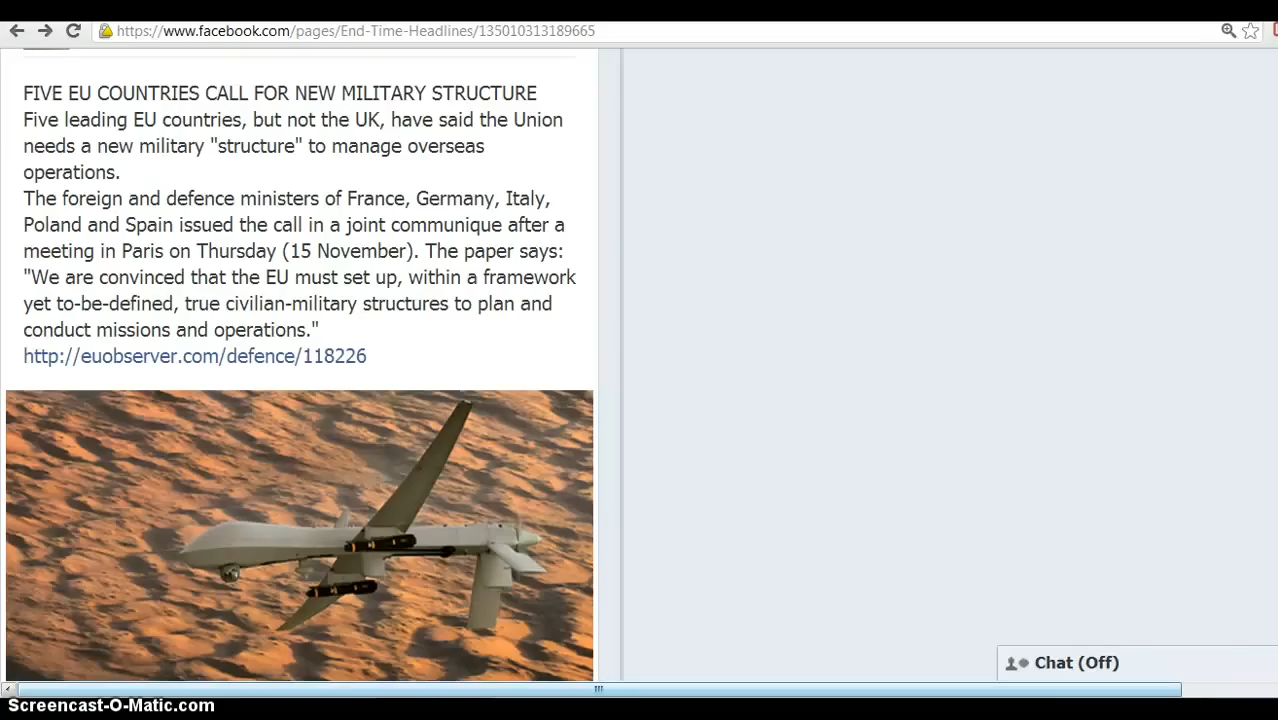 https://www.facebook.com/pages/End-Time-Headlines/135010313189665
FIVE EU COUNTRIES CALL FOR NEW MILITARY STRUCTURE
Five leading EU countries, but not the UK, have said the Union
needs a new military "structure" to manage overseas
operations.
The foreign and defence ministers of France, Germany, Italy,
Poland and Spain issued the call in a joint communique after a
meeting in Paris on Thursday (15 November). The paper says:
"We are convinced that the EU must set up, within a framework
yet to-be-defined, true civilian-military structures to plan and
conduct missions and operations."
http://euobserver.com/defence/118226
Chat (Off)
Screencast-O-Matic.com